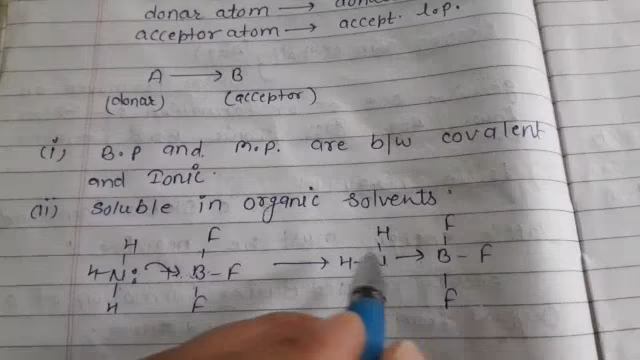 donar atom →
acceptor atom → accept. l.p.
A → B
(donar) (acceptor)
(i) B.p and M.p. are b/w covalent
and Ionic.
(ii) Soluble in organic solvents.
H F H F
H-N: → B-F → H- → B-F
H F F